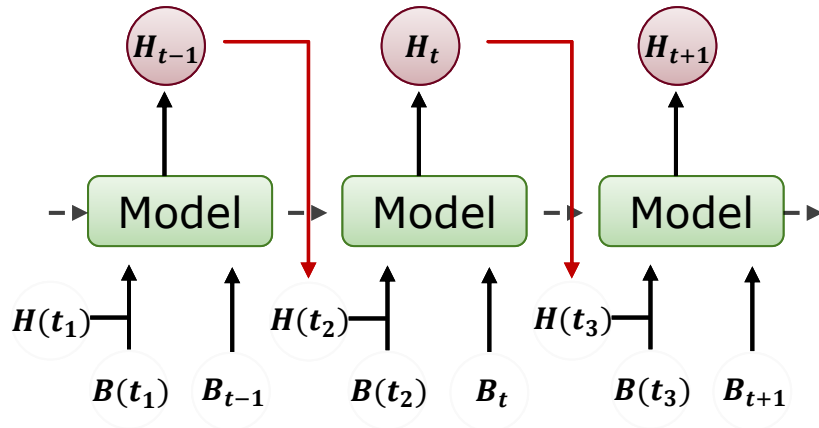 H_{t-1} H_t H_{t+1}
Model Model Model
H(t_1) H(t_2) H(t_3)
B(t_1) B_{t-1} B(t_2) B_t B(t_3) B_{t+1}